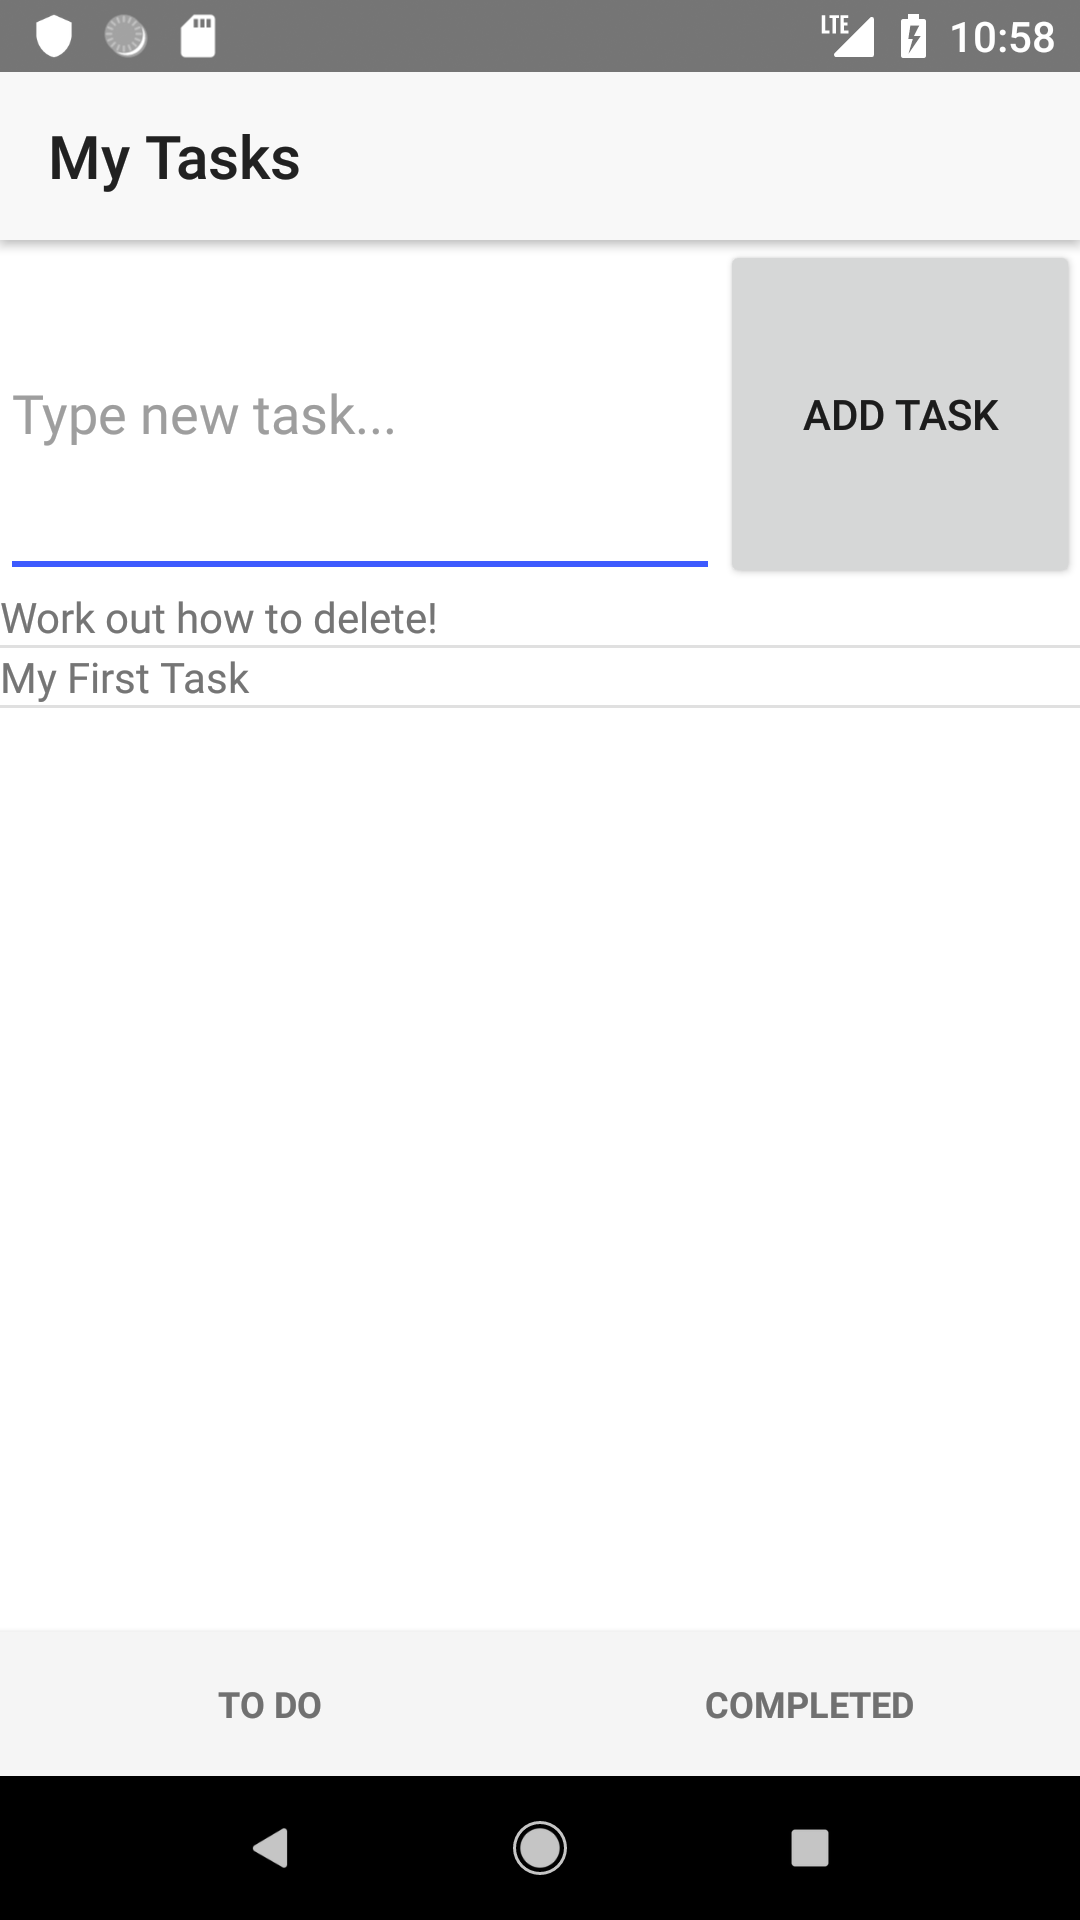 LTE 10:58
My Tasks
Type new task...
ADD TASK
Work out how to delete!
My First Task
TO DO
COMPLETED